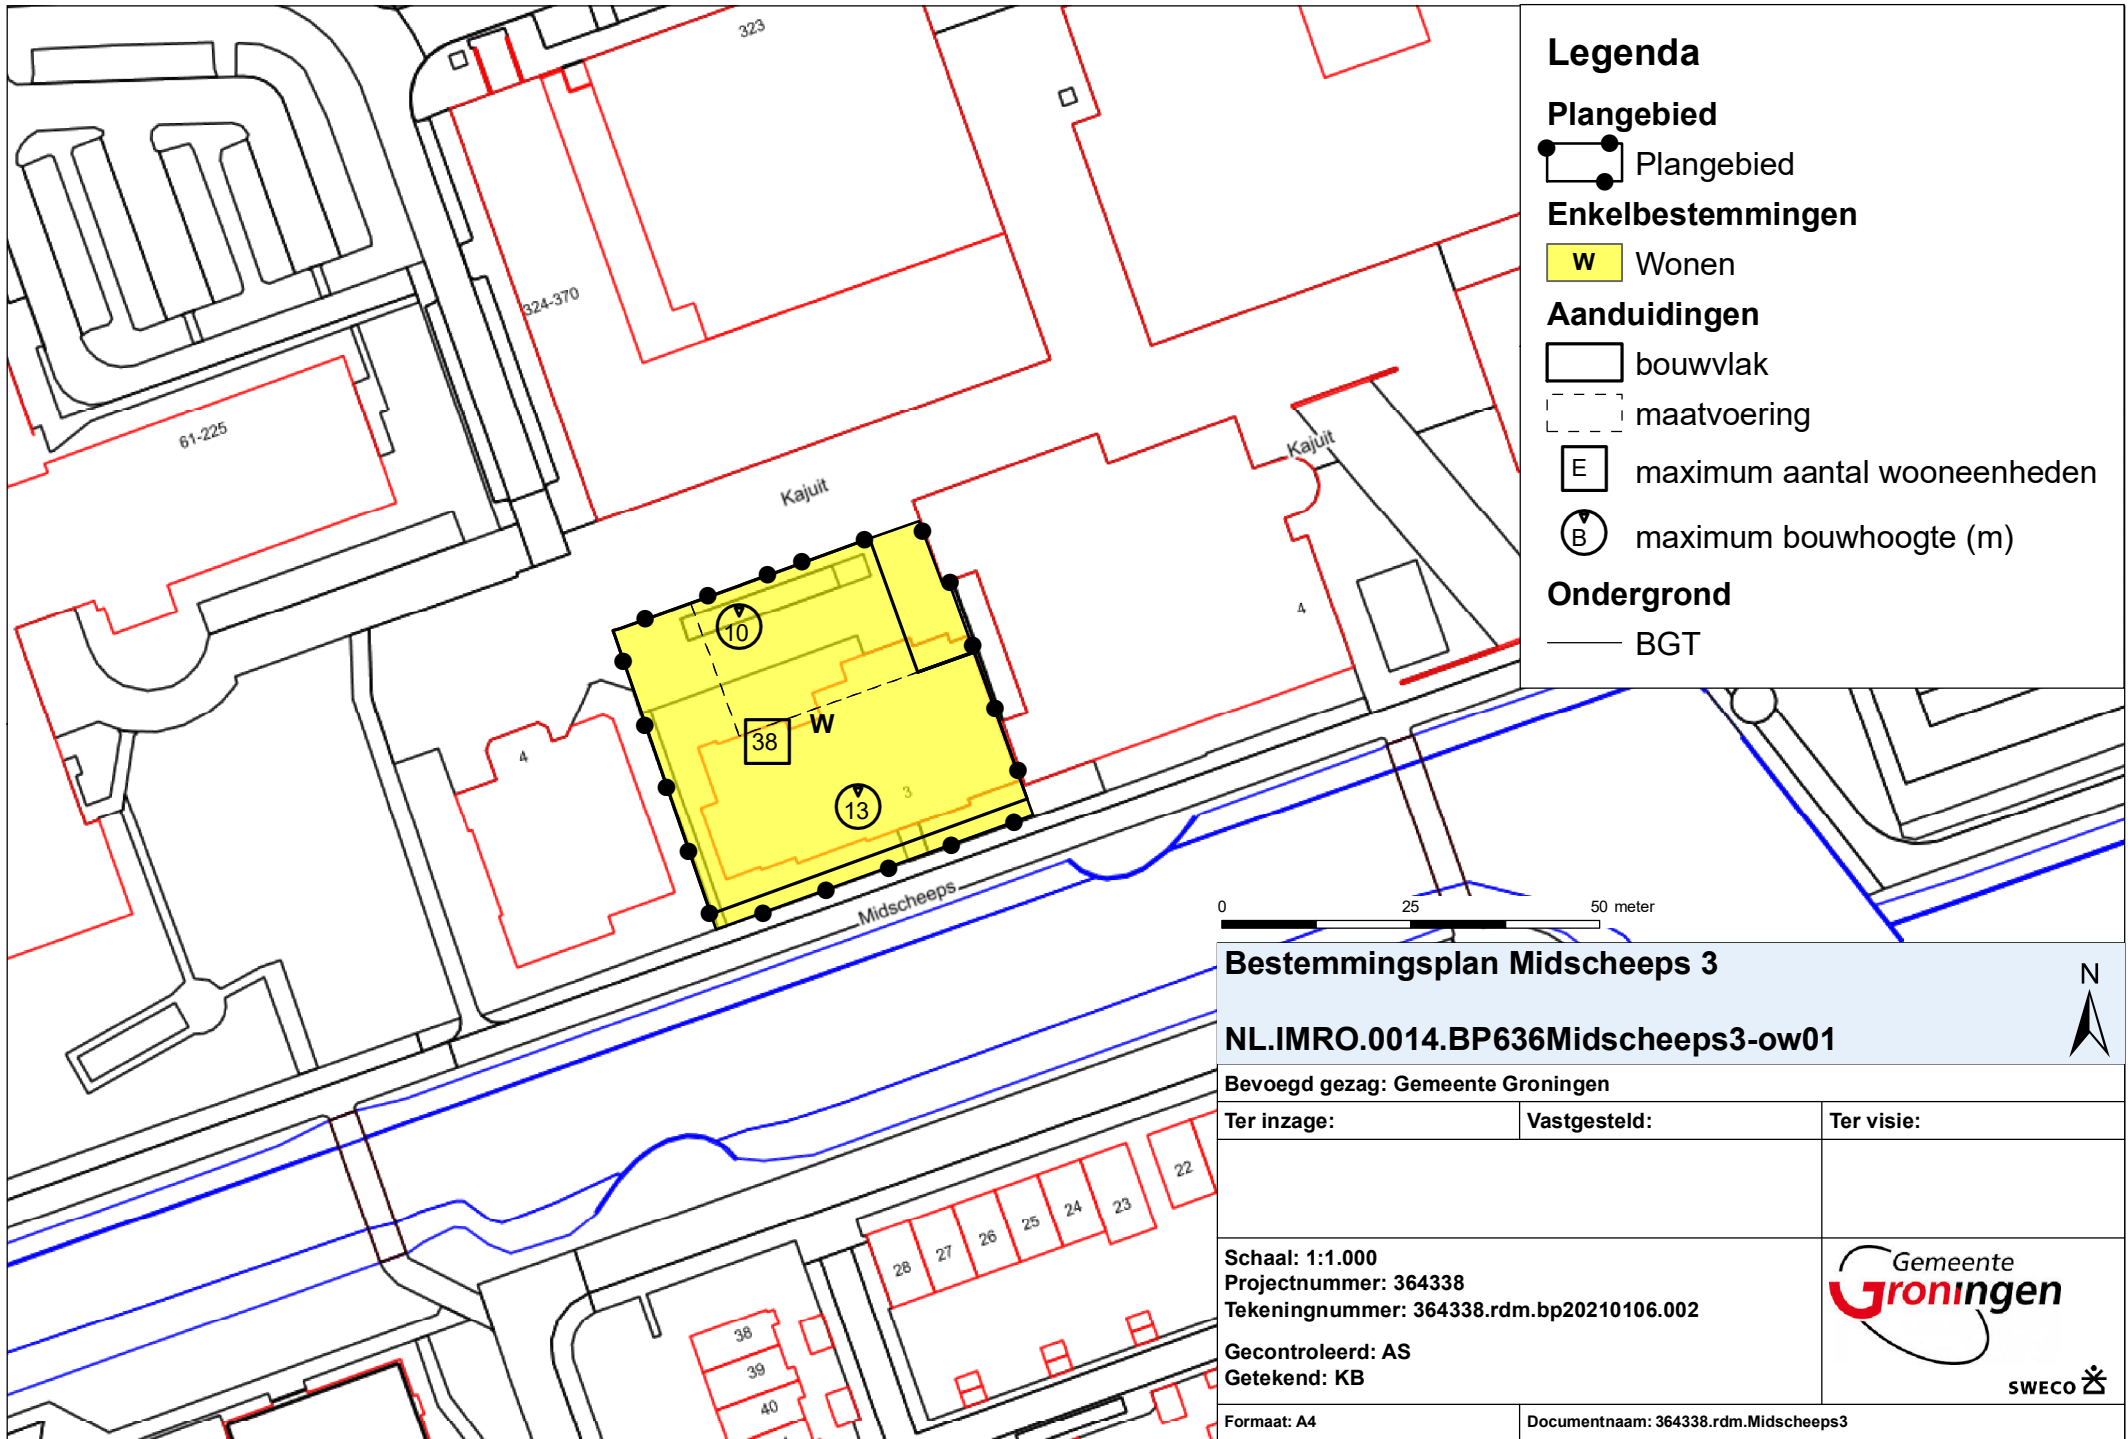 323
324-370
61-225
Kajuit
Kajuit
4
4
10
38
W
13
3
Midscheeps
28
27
26
25
24
23
22
38
39
40
Legenda
Plangebied
Plangebied
Enkelbestemmingen
W Wonen
Aanduidingen
bouwvlak
maatvoering
E maximum aantal wooneenheden
B maximum bouwhoogte (m)
Ondergrond
BGT
0 25 50 meter
Bestemmingsplan Midscheeps 3
N
NL.IMRO.0014.BP636Midscheeps3-ow01
Bevoegd gezag: Gemeente Groningen
Ter inzage: Vastgesteld: Ter visie:
Schaal: 1:1.000
Projectnummer: 364338
Tekeningnummer: 364338.rdm.bp20210106.002
Gecontroleerd: AS
Getekend: KB
Gemeente
Groningen
SWECO
Formaat: A4 Documentnaam: 364338.rdm.Midscheeps3